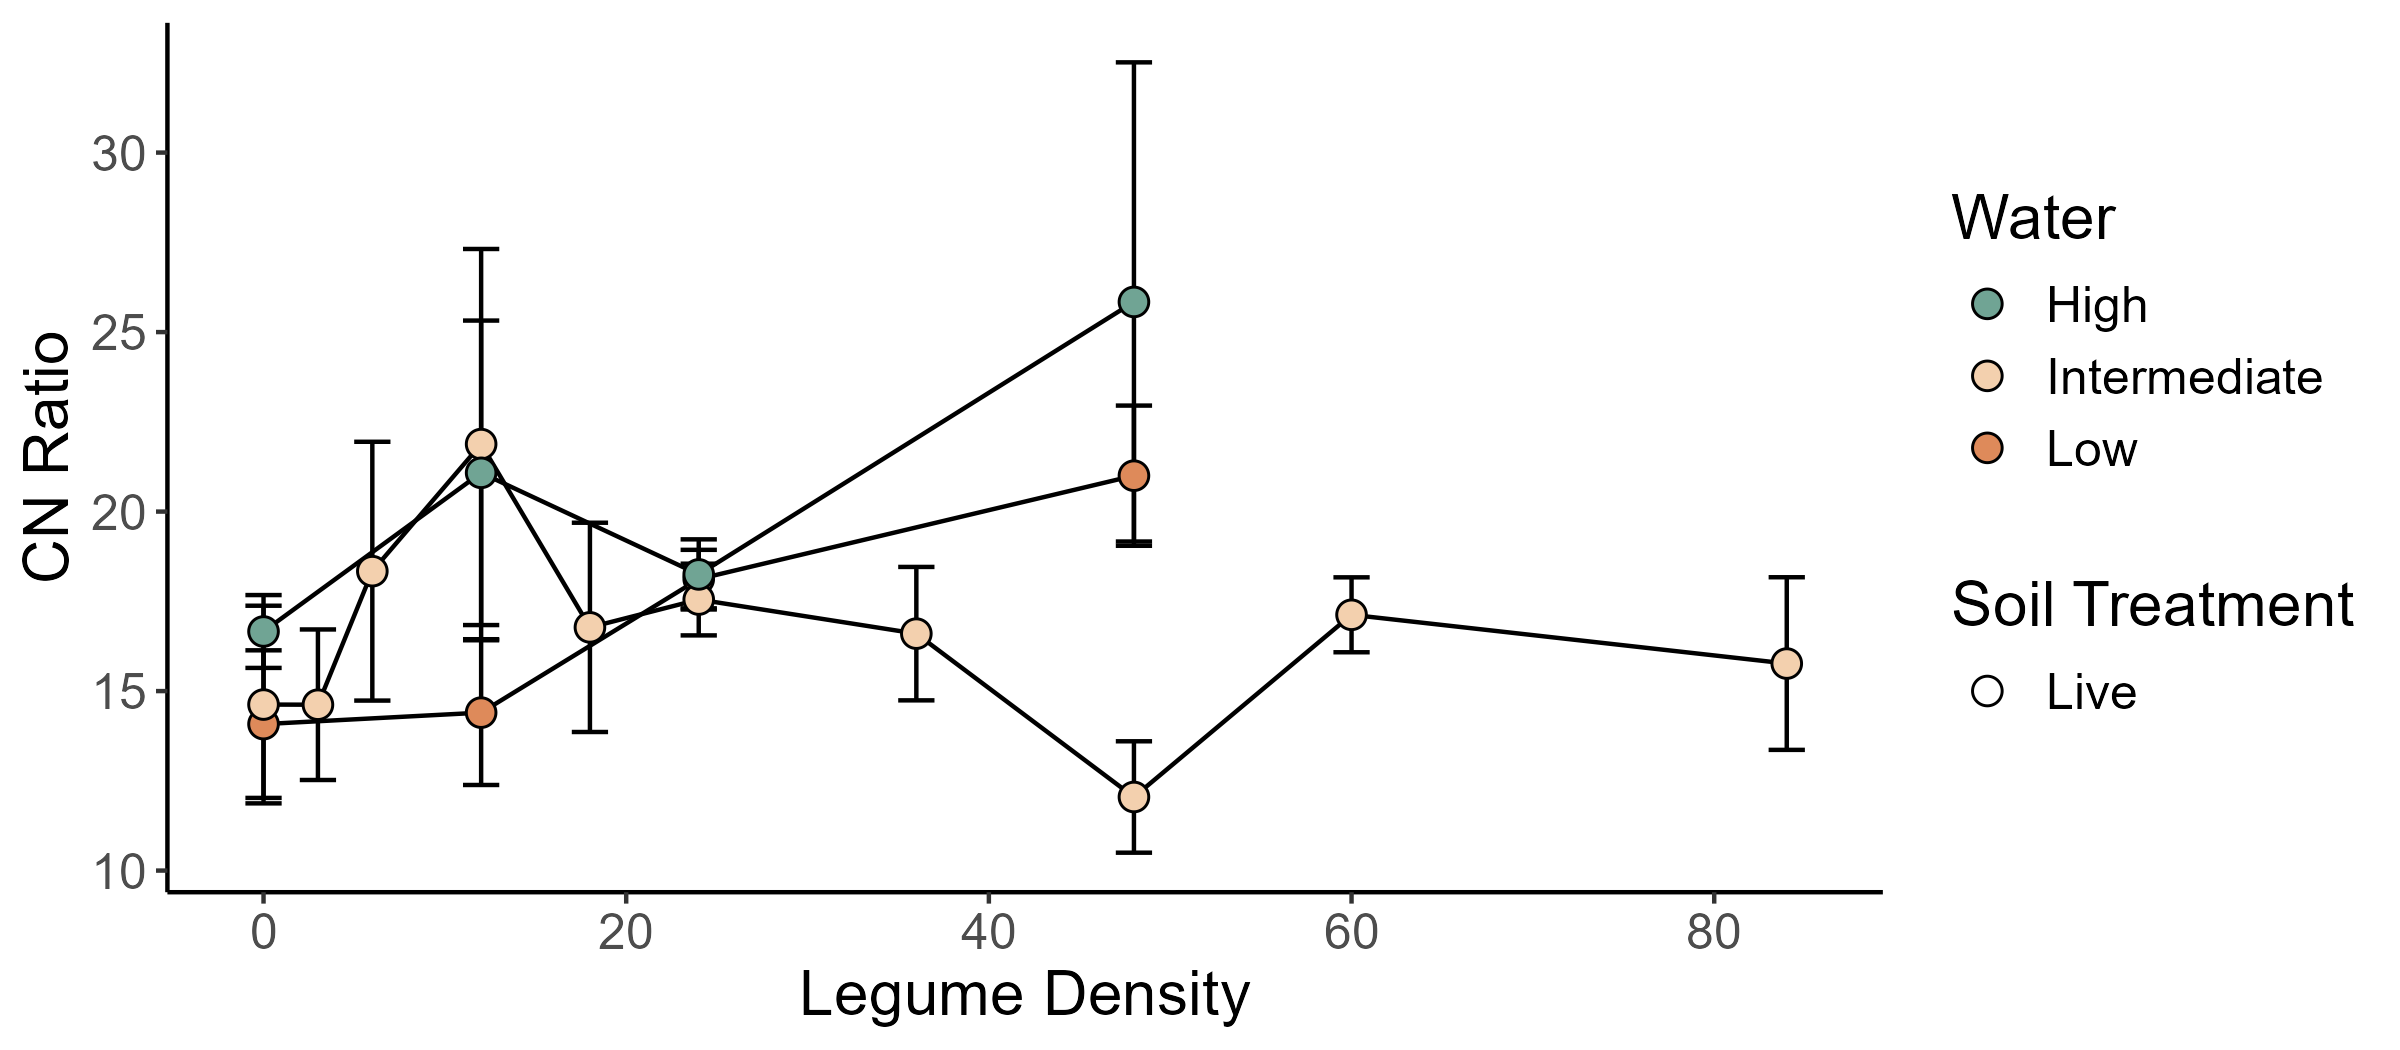 30
25
20
15
10
CN Ratio
0 20 40 60 80
Legume Density
Water
High
Intermediate
Low
Soil Treatment
Live